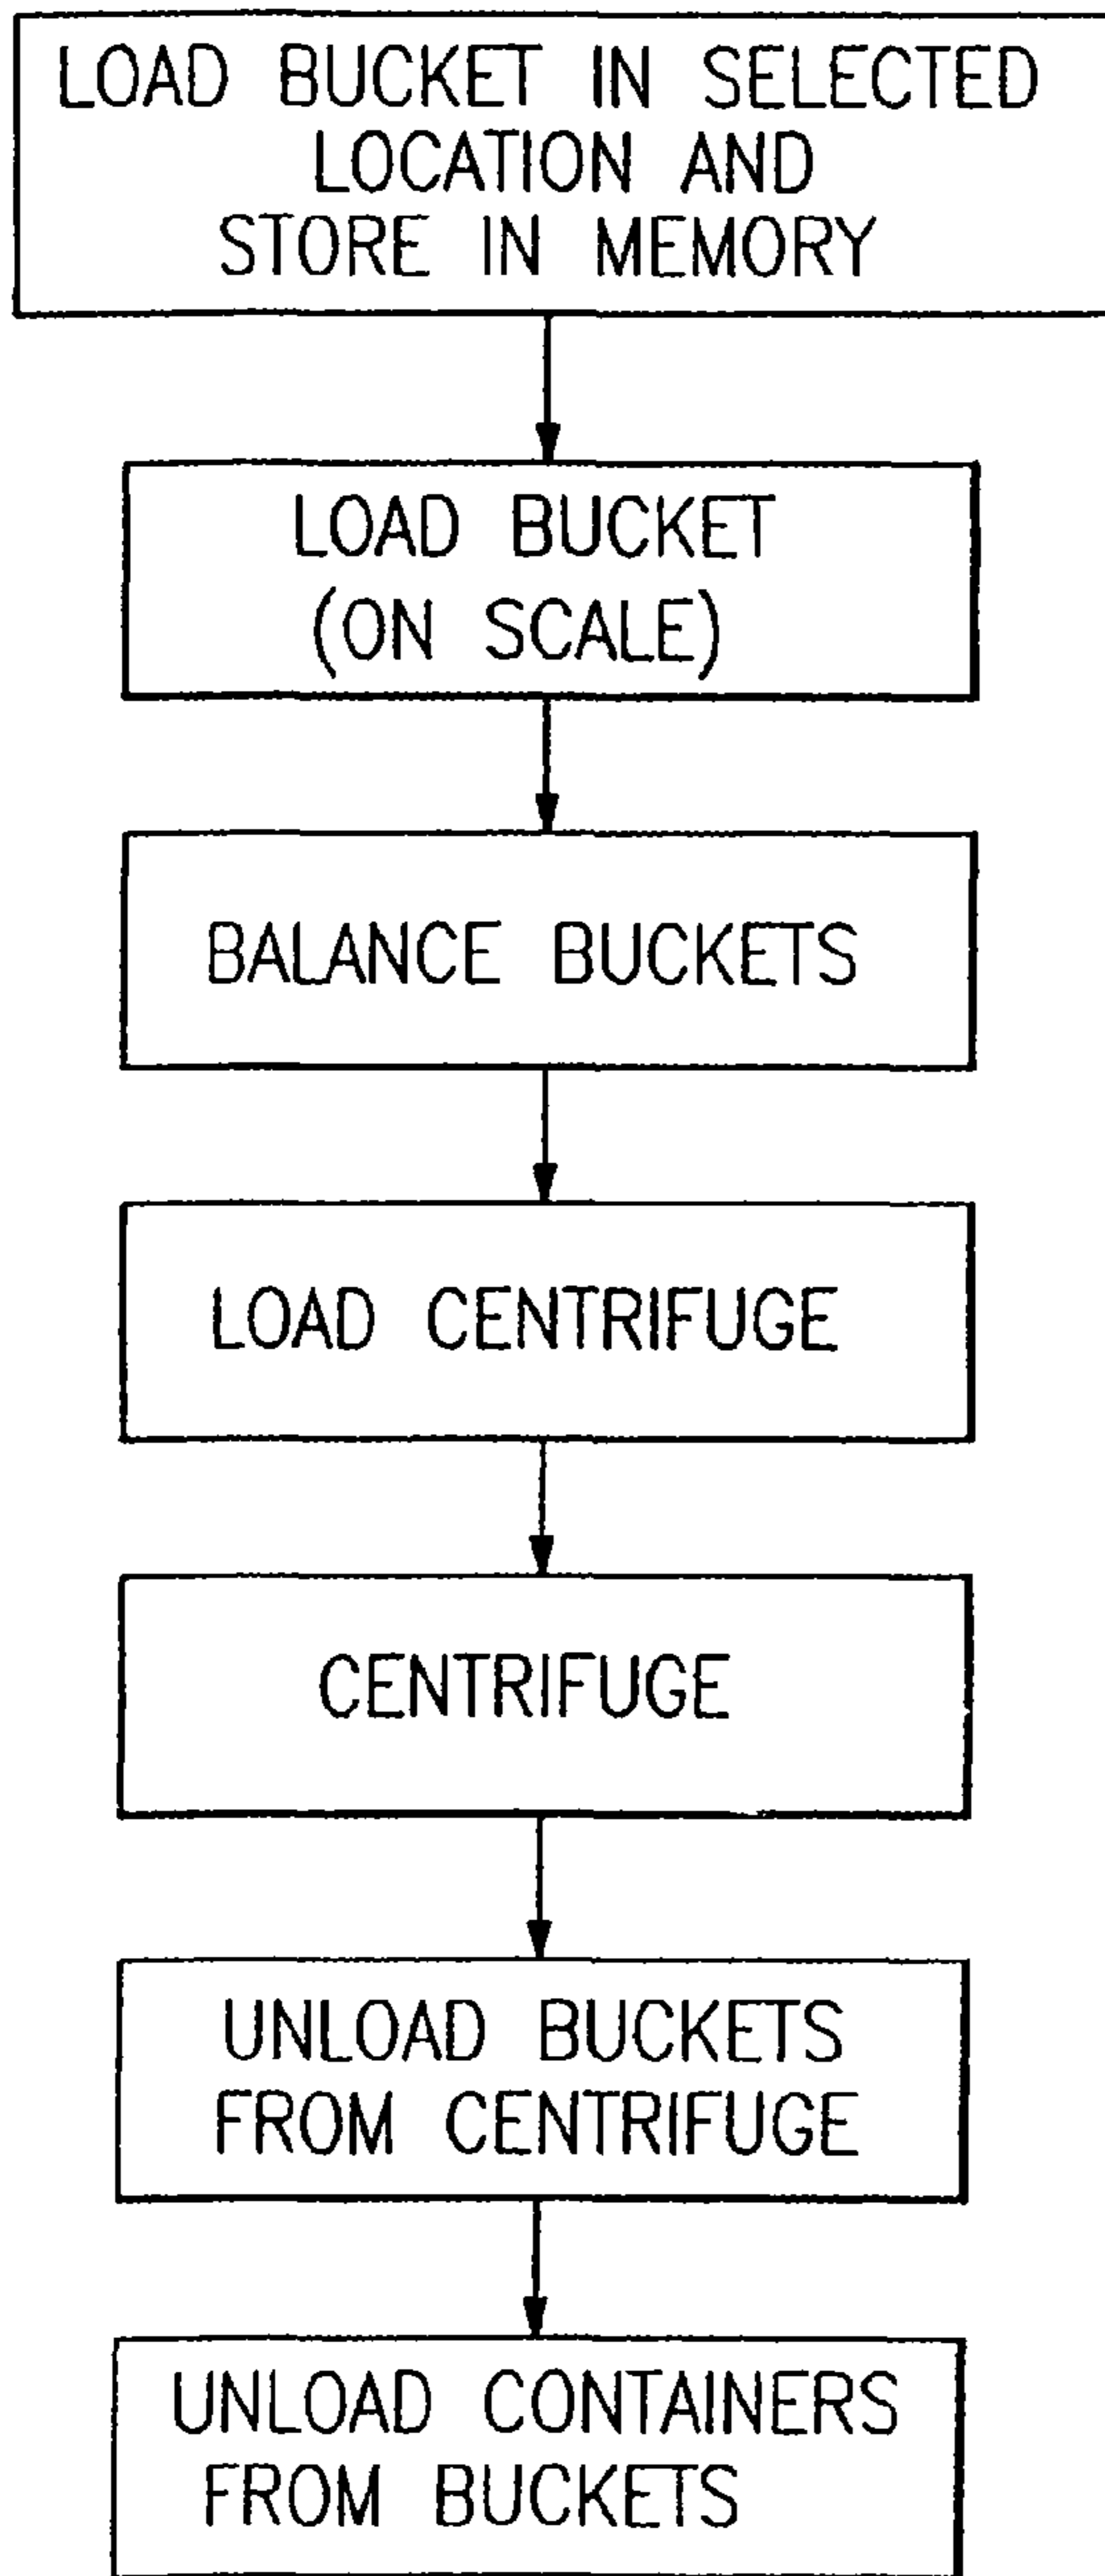 LOAD BUCKET IN SELECTED
LOCATION AND
STORE IN MEMORY
LOAD BUCKET
(ON SCALE)
BALANCE BUCKETS
LOAD CENTRIFUGE
CENTRIFUGE
UNLOAD BUCKETS
FROM CENTRIFUGE
UNLOAD CONTAINERS
FROM BUCKETS